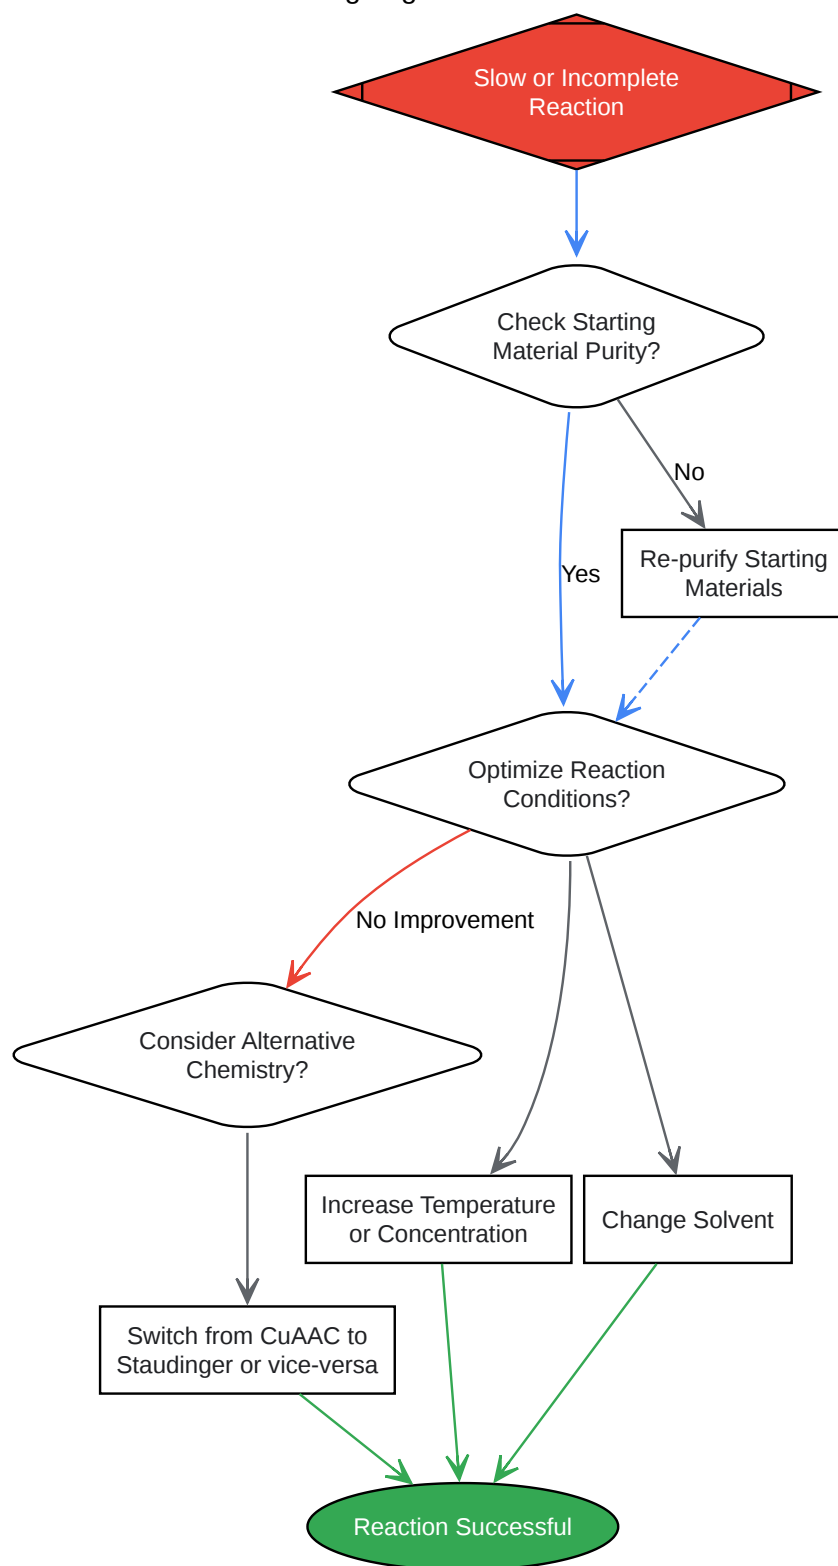 Slow or Incomplete
Reaction
Check Starting
Material Purity?
No
Re-purify Starting
Materials
Yes
Optimize Reaction
Conditions?
No Improvement
Consider Alternative
Chemistry?
Increase Temperature
or Concentration
Change Solvent
Switch from CuAAC to
Staudinger or vice-versa
Reaction Successful